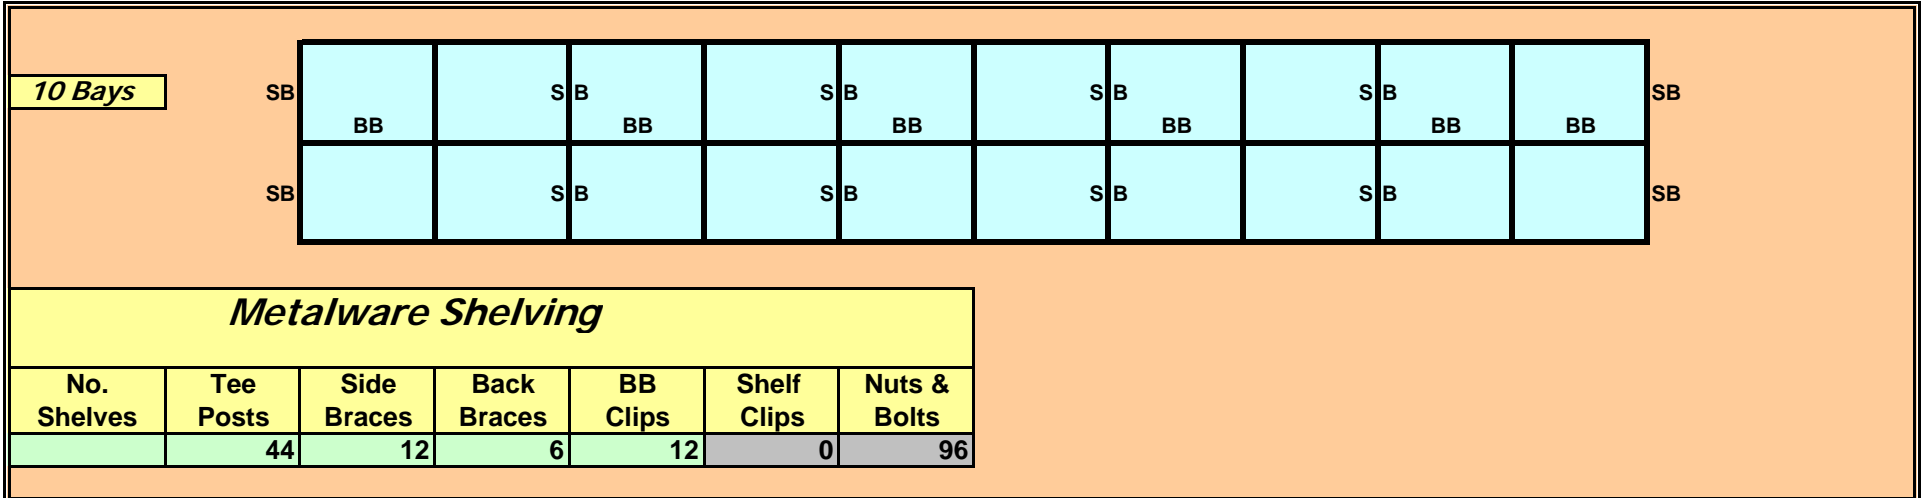 10 Bays SB S B S B S B S B SB
BB BB BB BB BB BB
SB S B S B S B S B SB
Metalware Shelving
No. Tee Side Back BB Shelf Nuts &
Shelves Posts Braces Braces Clips Clips Bolts
44 12 6 12 0 96